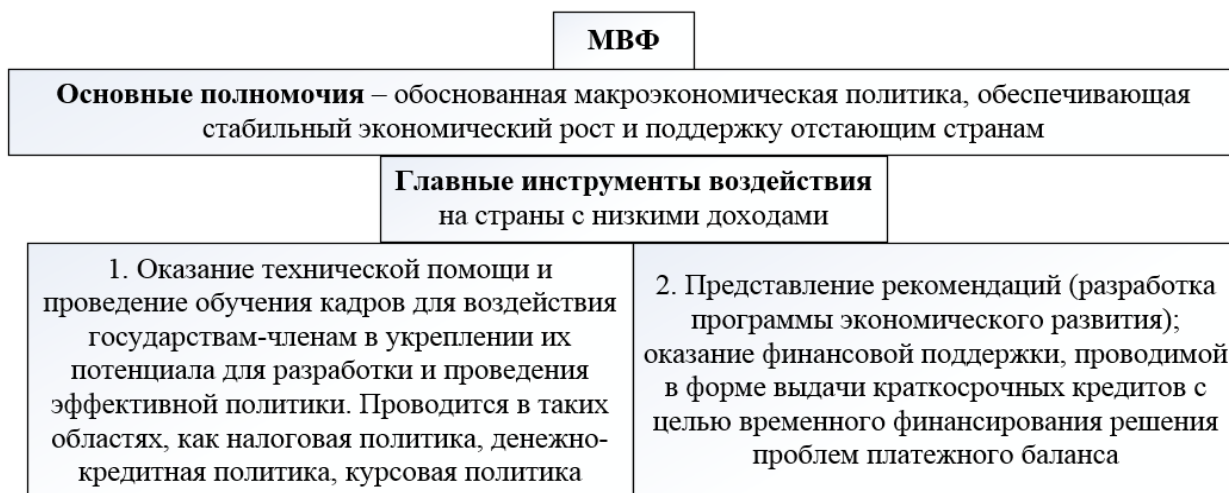 МВФ
Основные полномочия – обоснованная макроэкономическая политика, обеспечивающая
стабильный экономический рост и поддержку отстающим странам
Главные инструменты воздействия
на страны с низкими доходами
1. Оказание технической помощи и
проведение обучения кадров для воздействия
государствам-членам в укреплении их
потенциала для разработки и проведения
эффективной политики. Проводится в таких
областях, как налоговая политика, денежно-
кредитная политика, курсовая политика
2. Представление рекомендаций (разработка
программы экономического развития);
оказание финансовой поддержки, проводимой
в форме выдачи краткосрочных кредитов с
целью временного финансирования решения
проблем платежного баланса